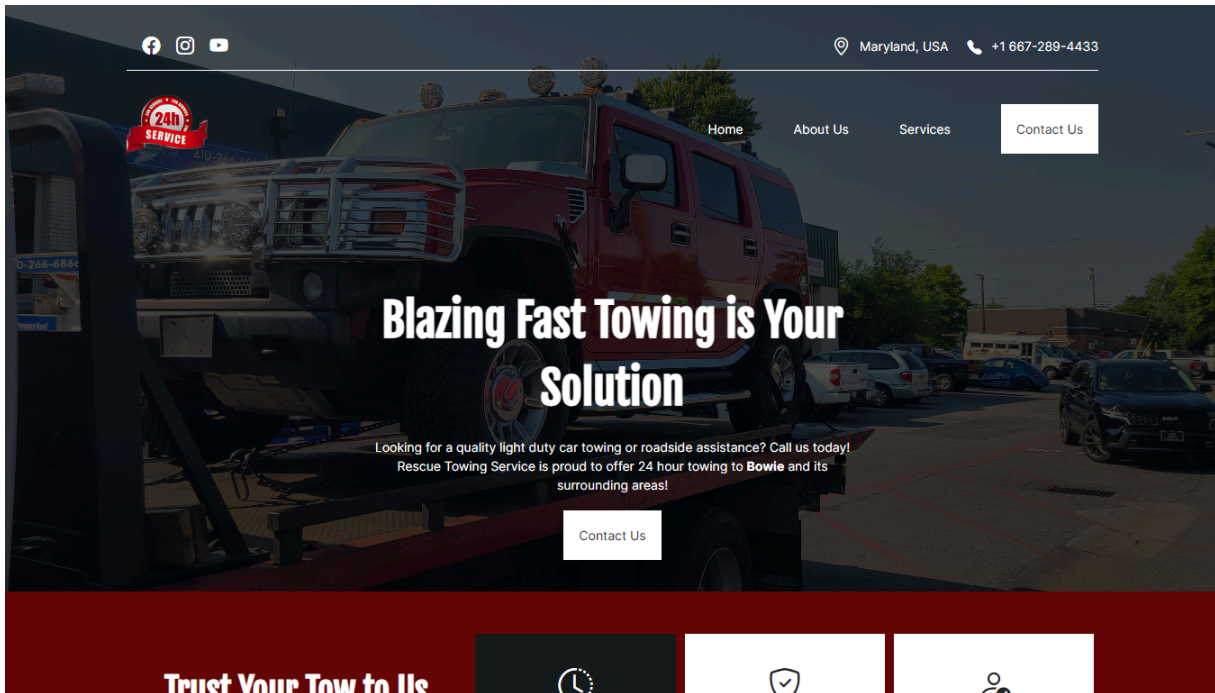 Maryland, USA
+1 667-289-4433
24h
SERVICE
Home
About Us
Services
Contact Us
Blazing Fast Towing is Your
Solution
Looking for a quality light duty car towing or roadside assistance? Call us today!
Rescue Towing Service is proud to offer 24 hour towing to Bowie and its
surrounding areas!
Contact Us
Trust Your Tow to Us